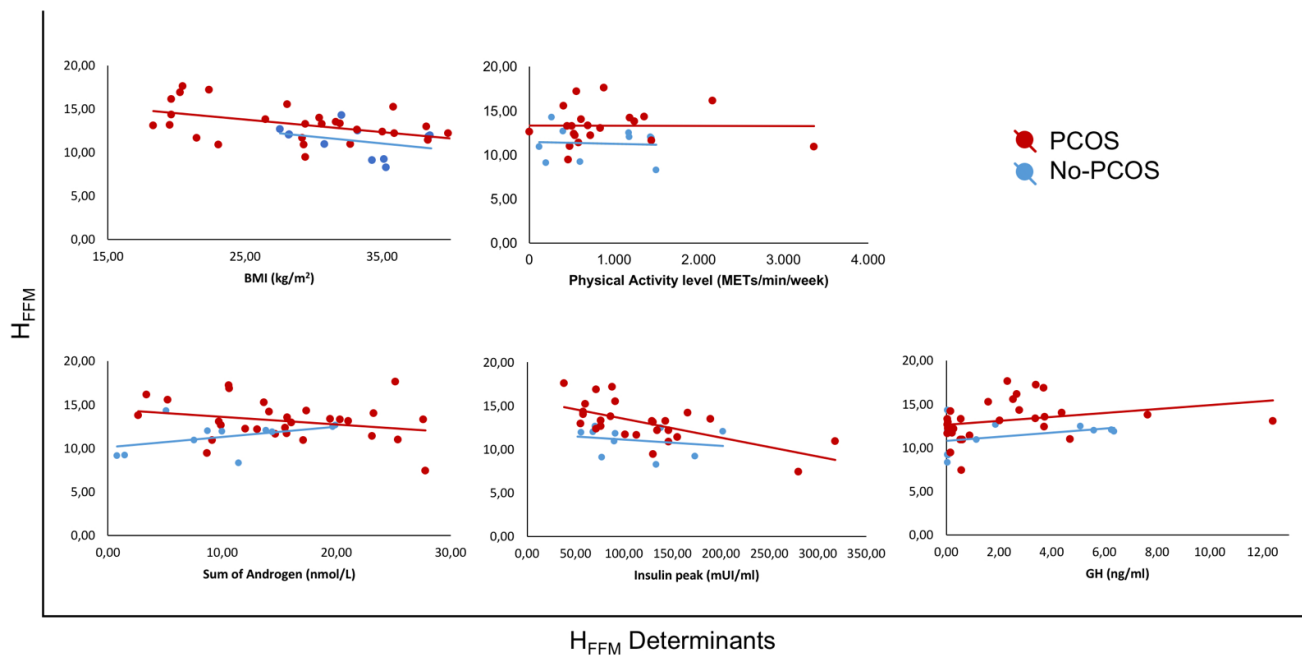 20,00
15,00
10,00
5,00
0,00
15,00 25,00 35,00
BMI (kg/m²)
20,00
15,00
10,00
5,00
0,00
0 1.000 2.000 3.000 4.000
Physical Activity level (METs/min/week)
PCOS
No-PCOS
H_FFM
20,00
15,00
10,00
5,00
0,00
0,00 10,00 20,00 30,00
Sum of Androgen (nmol/L)
20,00
15,00
10,00
5,00
0,00
0,00 50,00 100,00 150,00 200,00 250,00 300,00 350,00
Insulin peak (mUI/ml)
20,00
15,00
10,00
5,00
0,00
0,00 2,00 4,00 6,00 8,00 10,00 12,00
GH (ng/ml)
H_FFM Determinants